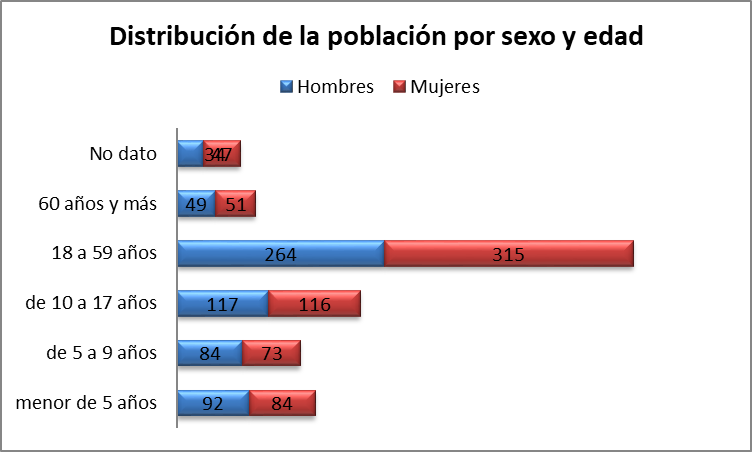 Distribución de la población por sexo y edad
Hombres Mujeres
No dato 34 47
60 años y más 49 51
18 a 59 años 264 315
de 10 a 17 años 117 116
de 5 a 9 años 84 73
menor de 5 años 92 84